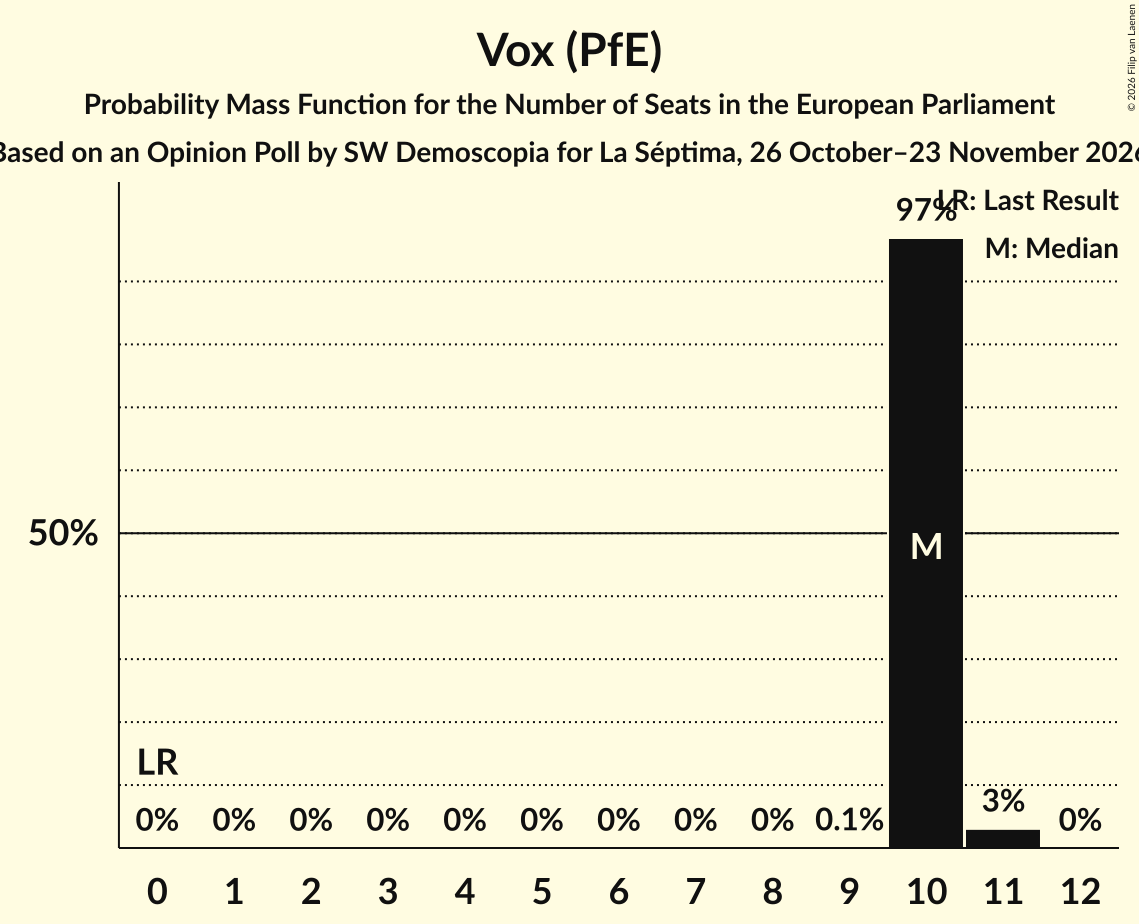 Vox (PfE)
Probability Mass Function for the Number of Seats in the European Parliament
Based on an Opinion Poll by SW Demoscopia for La Séptima, 26 October–23 November 2026
© 2026 Filip van Laenen
LR: Last Result
M: Median
97%
50%
M
LR
0% 0% 0% 0% 0% 0% 0% 0% 0% 0.1% 3% 0%
0 1 2 3 4 5 6 7 8 9 10 11 12